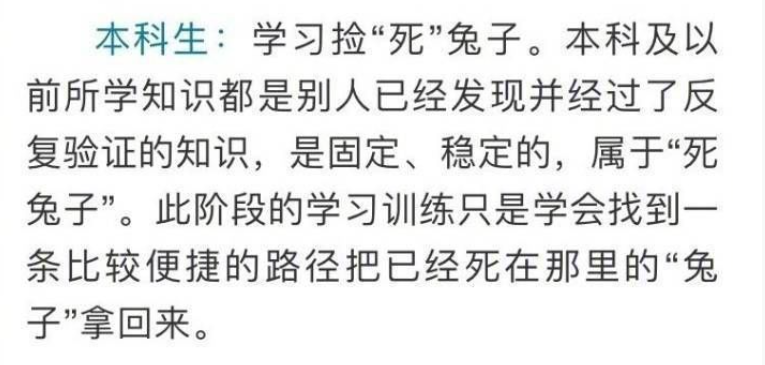 本科生：学习捡“死”兔子。本科及以
前所学知识都是别人已经发现并经过了反
复验证的知识，是固定、稳定的，属于“死
兔子”。此阶段的学习训练只是学会找到一
条比较便捷的路径把已经死在那里的“兔
子”拿回来。